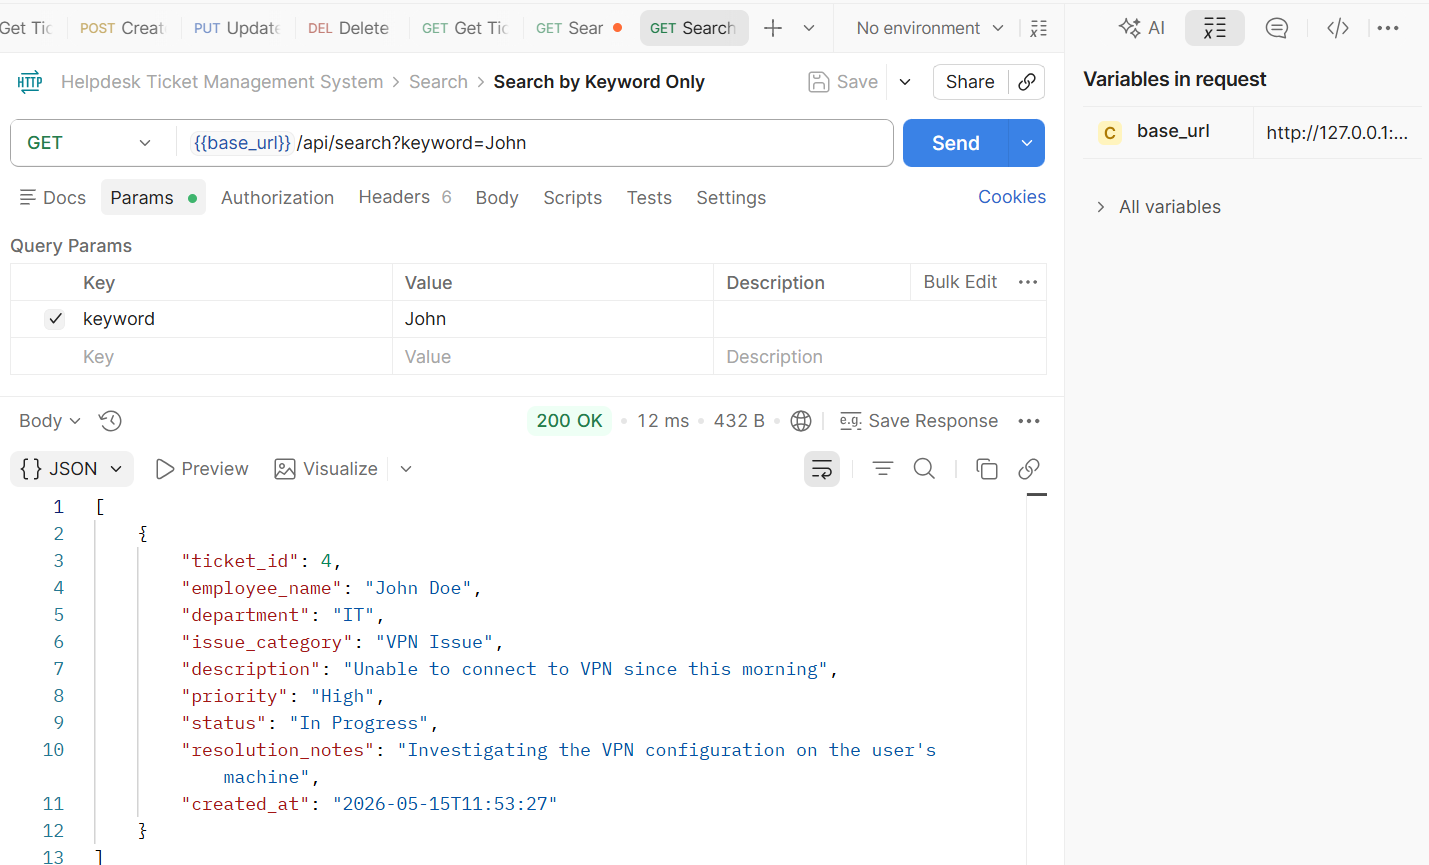 Get Tic POST Creat PUT Update DEL Delete GET Get Tic GET Sear GET Search No environment AI
HTTP Helpdesk Ticket Management System > Search > Search by Keyword Only Save Share
Variables in request
C base_url http://127.0.0.1:...
All variables
GET {{base_url}} /api/search?keyword=John Send
Docs Params Authorization Headers 6 Body Scripts Tests Settings Cookies
Query Params
Key Value Description Bulk Edit
keyword John
Key Value Description
Body 200 OK 12 ms 432 B e.g. Save Response
{} JSON Preview Visualize
1 [
2 {
3 "ticket_id": 4,
4 "employee_name": "John Doe",
5 "department": "IT",
6 "issue_category": "VPN Issue",
7 "description": "Unable to connect to VPN since this morning",
8 "priority": "High",
9 "status": "In Progress",
10 "resolution_notes": "Investigating the VPN configuration on the user's
machine",
11 "created_at": "2026-05-15T11:53:27"
12 }
13 ]